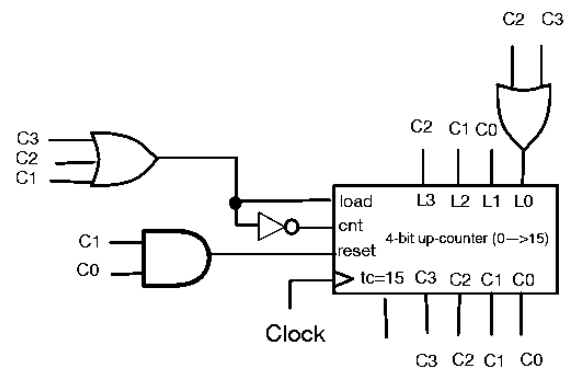 C2 C3
C3
C2
C1
C2 C1 C0
load L3 L2 L1 L0
cnt
4-bit up-counter (0—>15)
C1
reset
C0
tc=15 C3 C2 C1 C0
Clock
C3 C2 C1 C0